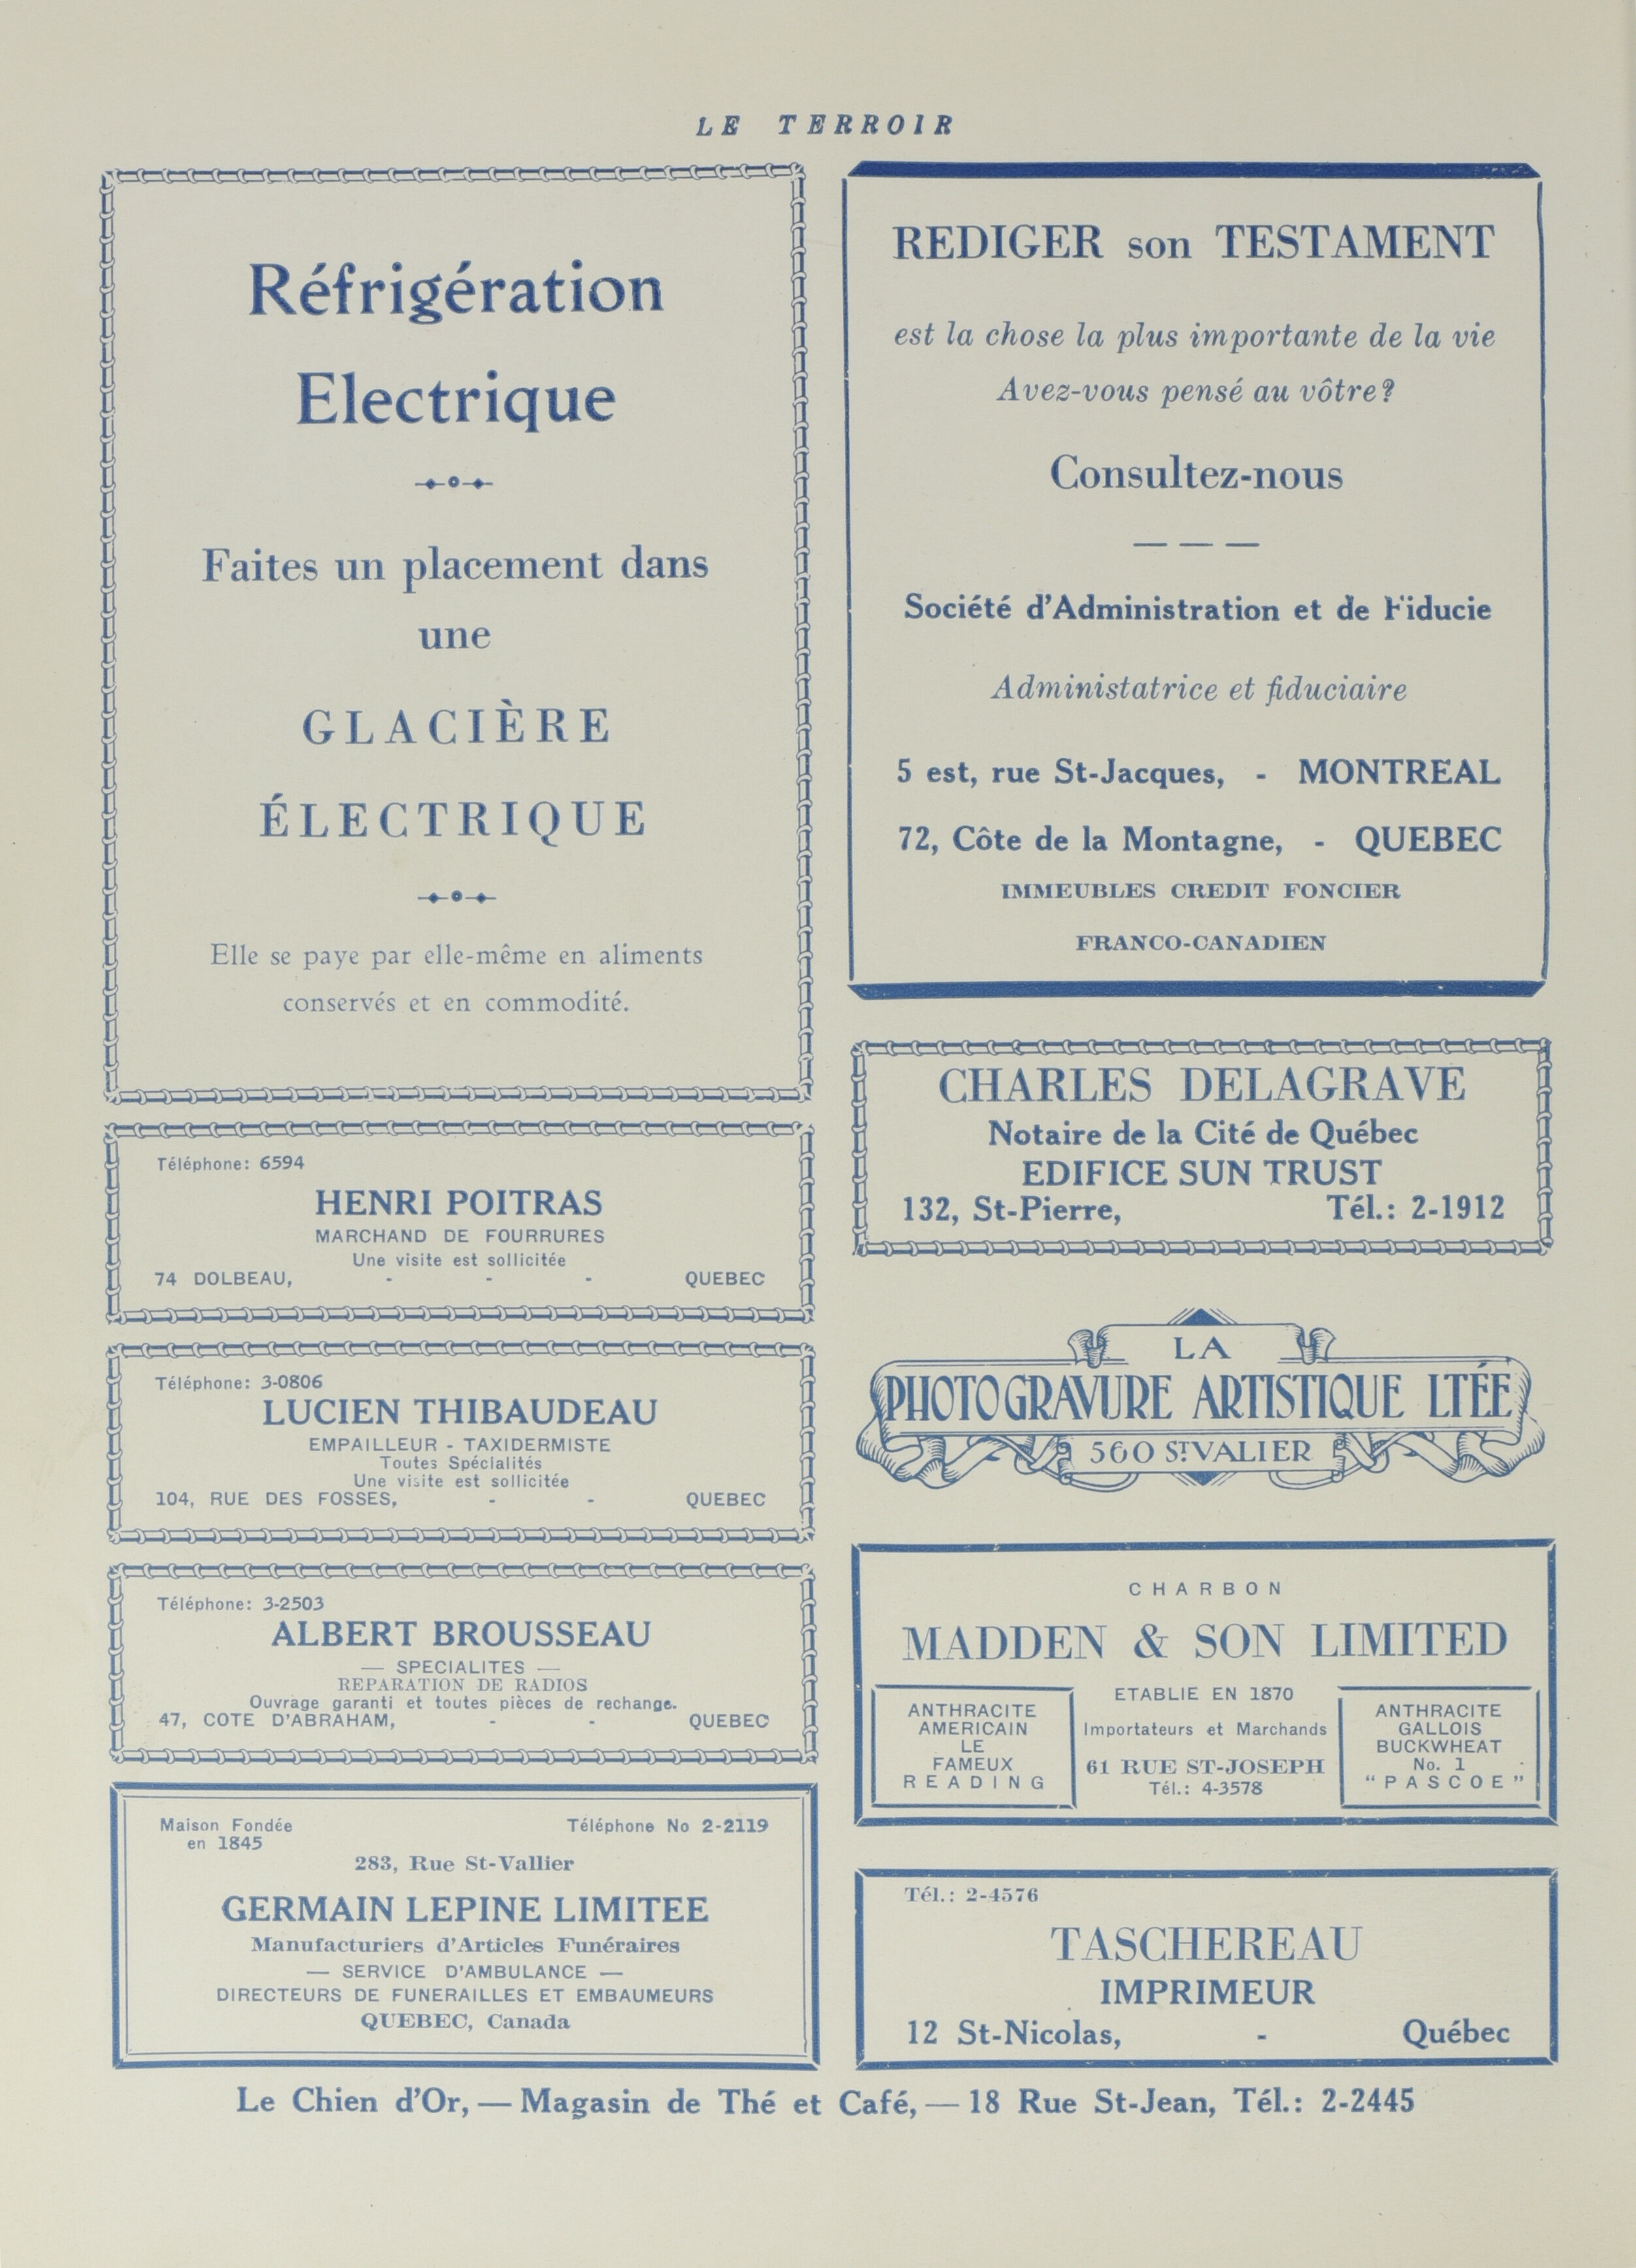 LE TERROIR
Réfrigération
Electrique
Faites un placement dans
une
GLACIÈRE
ÉLECTRIQUE
Elle se paye par elle-même en aliments
conservés et en commodité.
Téléphone: 6594
HENRI POITRAS
MARCHAND DE FOURRURES
Une visite est sollicitée
74 DOLBEAU, - - - QUEBEC
Téléphone: 3-0806
LUCIEN THIBAUDEAU
EMPAILLEUR - TAXIDERMISTE
Toutes Spécialités
Une visite est sollicitée
104, RUE DES FOSSES, - - QUEBEC
Téléphone: 3-2503
ALBERT BROUSSEAU
— SPECIALITES —
REPARATION DE RADIOS
Ouvrage garanti et toutes pièces de rechange.
47, COTE D'ABRAHAM, - - QUEBEC
Maison Fondée Téléphone No 2-2119
en 1845
283, Rue St-Vallier
GERMAIN LEPINE LIMITEE
Manufacturiers d'Articles Funéraires
— SERVICE D'AMBULANCE —
DIRECTEURS DE FUNERAILLES ET EMBAUMEURS
QUEBEC, Canada
REDIGER son TESTAMENT
est la chose la plus importante de la vie
Avez-vous pensé au vôtre?
Consultez-nous
— — —
Société d'Administration et de Fiducie
Administatrice et fiduciaire
5 est, rue St-Jacques, - MONTREAL
72, Côte de la Montagne, - QUEBEC
IMMEUBLES CREDIT FONCIER
FRANCO-CANADIEN
CHARLES DELAGRAVE
Notaire de la Cité de Québec
EDIFICE SUN TRUST
132, St-Pierre, Tél.: 2-1912
LA
PHOTOGRAVURE ARTISTIQUE LTÉE
560 ST VALIER
CHARBON
MADDEN & SON LIMITED
ANTHRACITE
AMERICAIN
LE
FAMEUX
READING
ETABLIE EN 1870
Importateurs et Marchands
61 RUE ST-JOSEPH
Tél.: 4-3578
ANTHRACITE
GALLOIS
BUCKWHEAT
No. 1
"PASCOE"
Tél.: 2-4576
TASCHEREAU
IMPRIMEUR
12 St-Nicolas, - Québec
Le Chien d'Or, — Magasin de Thé et Café, — 18 Rue St-Jean, Tél.: 2-2445